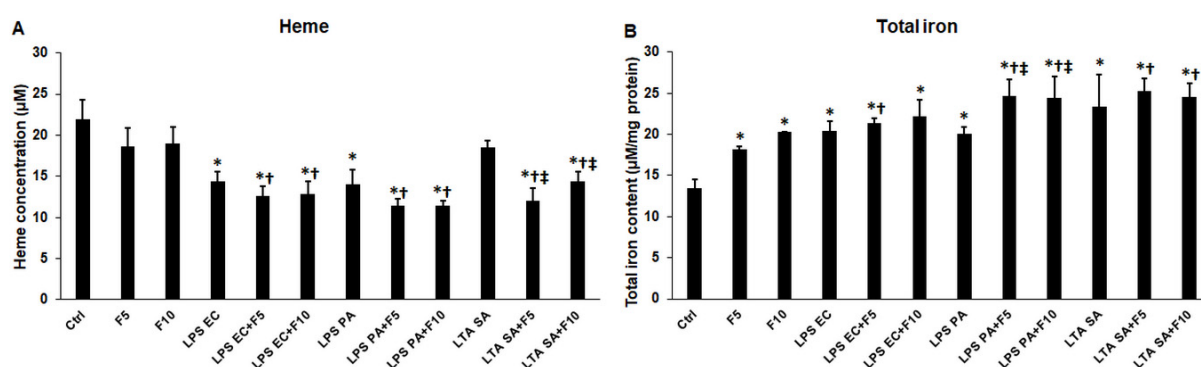 A
Heme
Heme concentration (µM)
30
25
20
15
10
5
0
*
*†
*†
*
*†
*†
*†‡
*†‡
Ctrl
F5
F10
LPS EC
LPS EC+F5
LPS EC+F10
LPS PA
LPS PA+F5
LPS PA+F10
LTA SA
LTA SA+F5
LTA SA+F10
B
Total iron
Total iron content (µM/mg protein)
30
25
20
15
10
5
0
*
*
*
*†
*
*
*†‡
*†‡
*
*†
*†
Ctrl
F5
F10
LPS EC
LPS EC+F5
LPS EC+F10
LPS PA
LPS PA+F5
LPS PA+F10
LTA SA
LTA SA+F5
LTA SA+F10